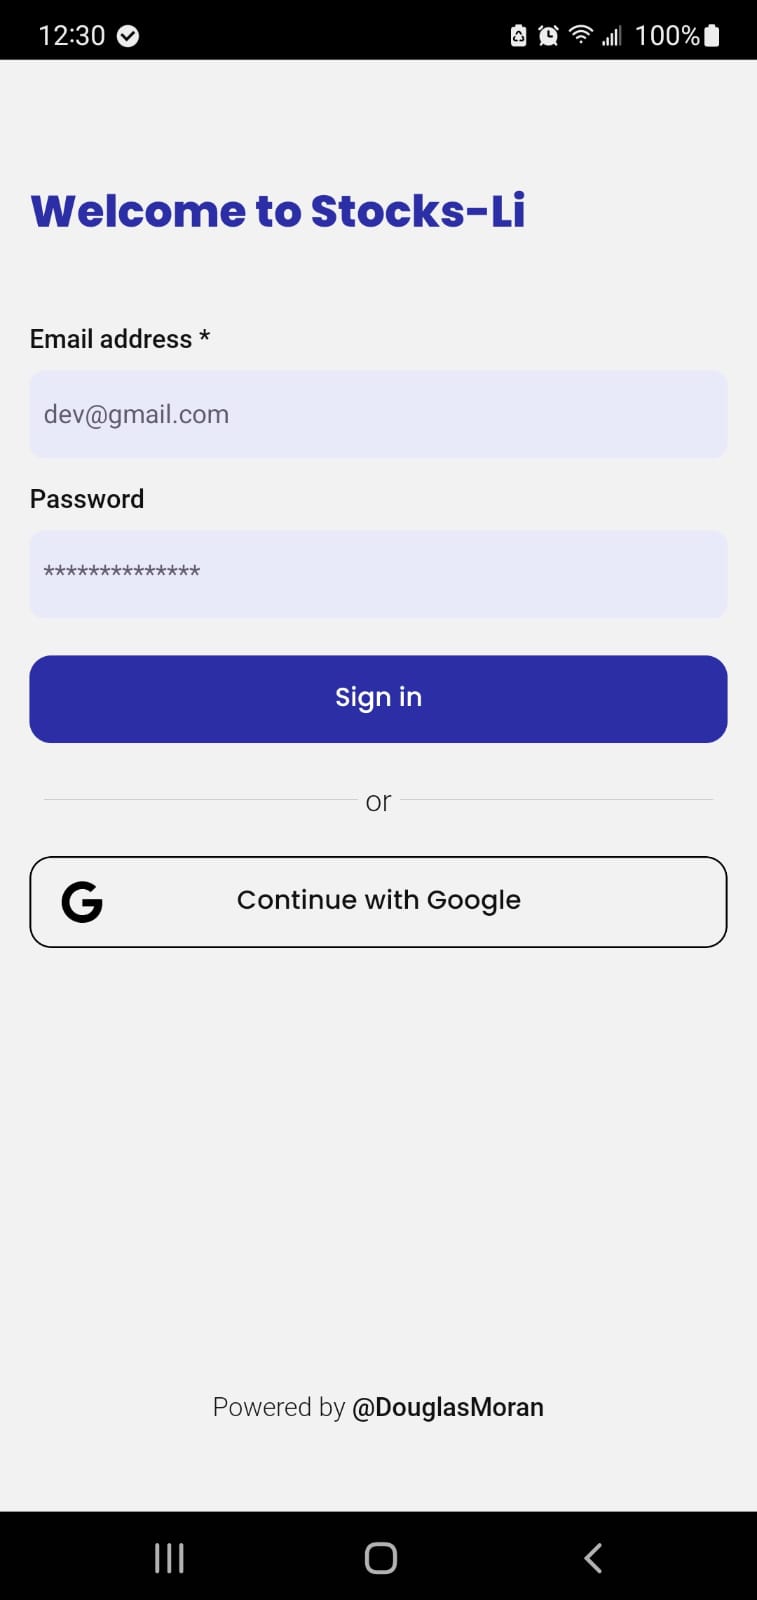 12:30 100%
Welcome to Stocks-Li
Email address *
dev@gmail.com
Password
**************
Sign in
or
G Continue with Google
Powered by @DouglasMoran